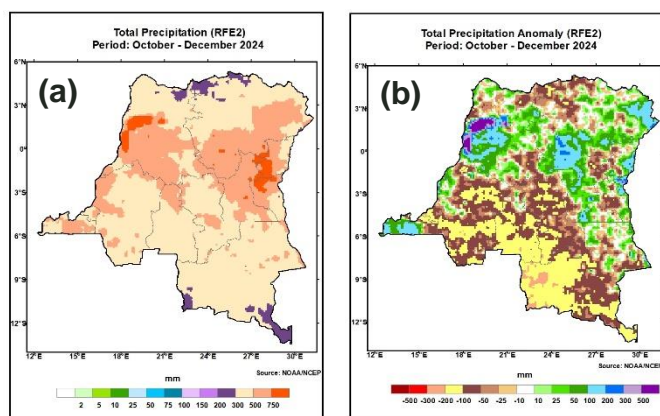 Total Precipitation (RFE2)
Period: October - December 2024
(a)
6°N
3°N
0°
3°S
6°S
9°S
12°S
12°E
15°E
18°E
21°E
24°E
27°E
30°E
Source: NOAA/NCEP
mm
2 5 10 25 50 75 100 150 200 300 500 750
Total Precipitation Anomaly (RFE2)
Period: October - December 2024
(b)
6°N
3°N
0°
3°S
6°S
9°S
12°S
12°E
15°E
18°E
21°E
24°E
27°E
30°E
Source: NOAA/NCEP
mm
-500 -300 -200 -100 -50 -25 -10 10 25 50 100 200 300 500